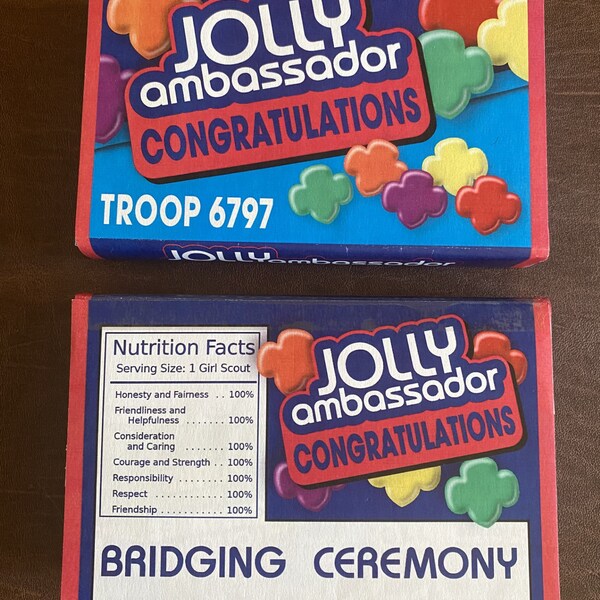 JOLLY
ambassador
CONGRATULATIONS
TROOP 6797
JOLLY ambassador
Nutrition Facts
Serving Size: 1 Girl Scout
Honesty and Fairness . . 100%
Friendliness and
Helpfulness . . . . . . . 100%
Consideration
and Caring . . . . . . . 100%
Courage and Strength . . 100%
Responsibility . . . . . . . 100%
Respect . . . . . . . . . . . 100%
Friendship . . . . . . . . . . 100%
JOLLY
ambassador
CONGRATULATIONS
BRIDGING CEREMONY